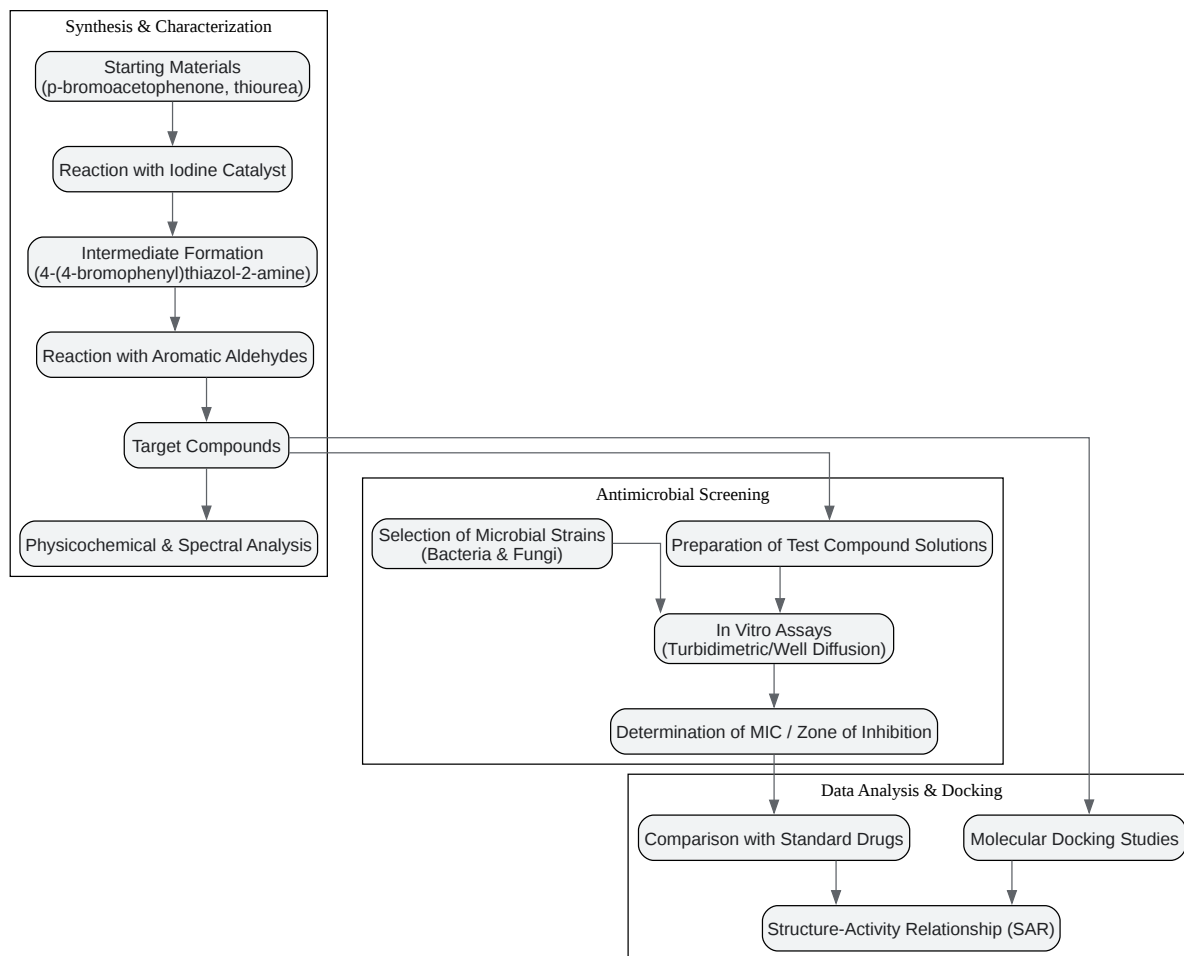 Synthesis & Characterization
Starting Materials
(p-bromoacetophenone, thiourea)
Reaction with Iodine Catalyst
Intermediate Formation
(4-(4-bromophenyl)thiazol-2-amine)
Reaction with Aromatic Aldehydes
Target Compounds
Physicochemical & Spectral Analysis
Antimicrobial Screening
Selection of Microbial Strains
(Bacteria & Fungi)
Preparation of Test Compound Solutions
In Vitro Assays
(Turbidimetric/Well Diffusion)
Determination of MIC / Zone of Inhibition
Data Analysis & Docking
Comparison with Standard Drugs
Molecular Docking Studies
Structure-Activity Relationship (SAR)